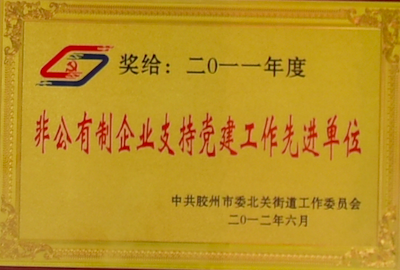 奖给：二〇一一年度
非公有制企业支持党建工作先进单位
中共胶州市委北关街道工作委员会
二〇一二年六月